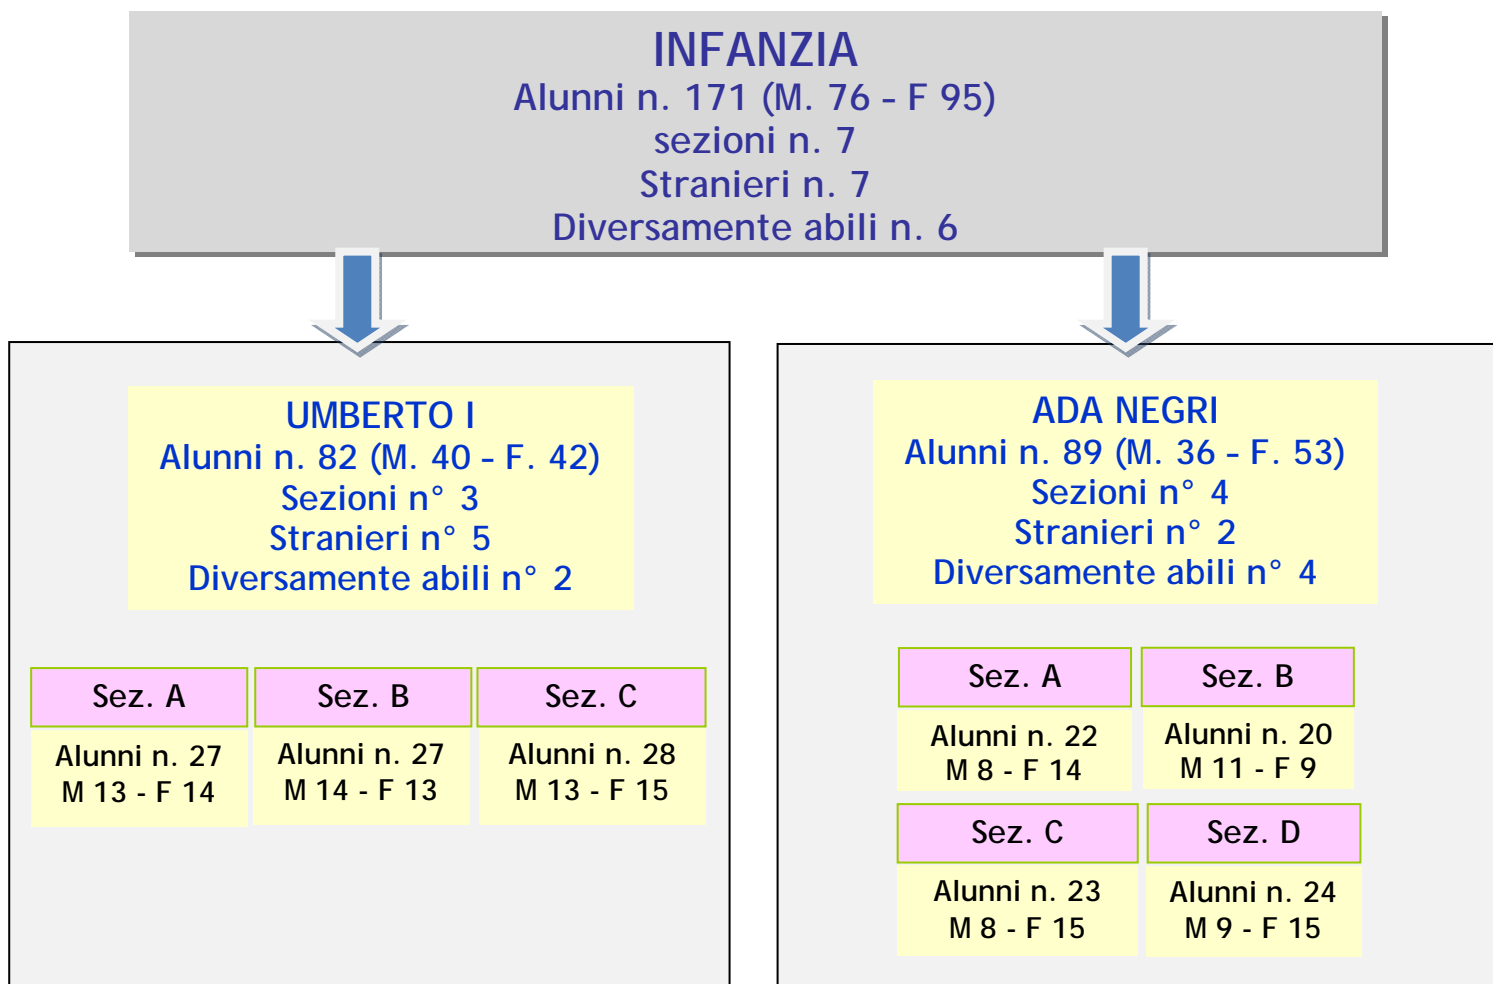 INFANZIA
Alunni n. 171 (M. 76 – F 95)
sezioni n. 7
Stranieri n. 7
Diversamente abili n. 6
UMBERTO I
Alunni n. 82 (M. 40 – F. 42)
Sezioni n° 3
Stranieri n° 5
Diversamente abili n° 2
Sez. A
Alunni n. 27
M 13 - F 14
Sez. B
Alunni n. 27
M 14 - F 13
Sez. C
Alunni n. 28
M 13 - F 15
ADA NEGRI
Alunni n. 89 (M. 36 – F. 53)
Sezioni n° 4
Stranieri n° 2
Diversamente abili n° 4
Sez. A
Alunni n. 22
M 8 - F 14
Sez. B
Alunni n. 20
M 11 - F 9
Sez. C
Alunni n. 23
M 8 - F 15
Sez. D
Alunni n. 24
M 9 - F 15